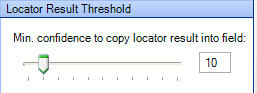 Locator Result Threshold
Min. confidence to copy locator result into field:
10